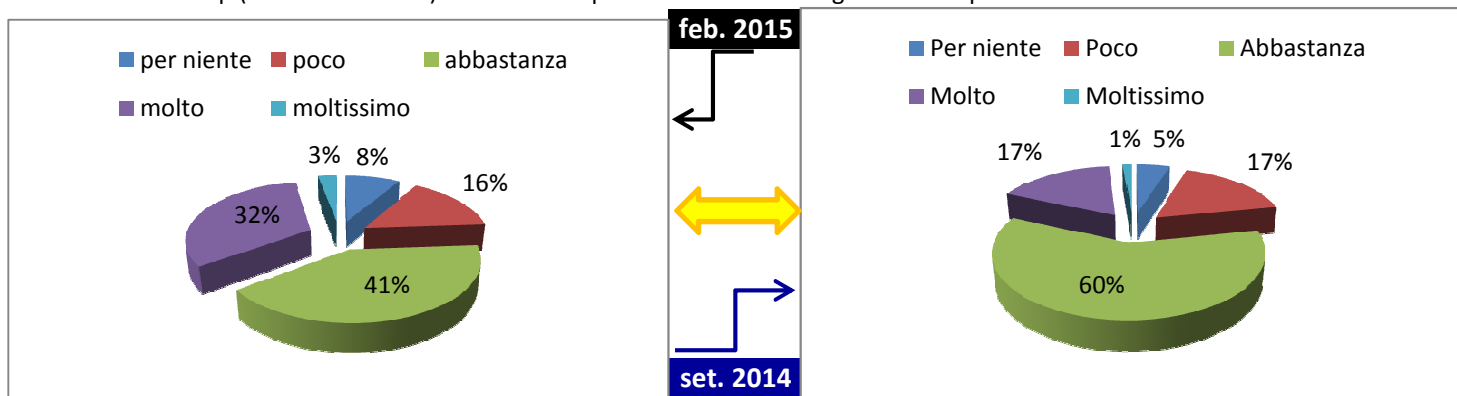 feb. 2015
per niente poco abbastanza
molto moltissimo
3% 8%
16%
32%
41%
Per niente Poco Abbastanza
Molto Moltissimo
1% 5%
17% 17%
60%
set. 2014